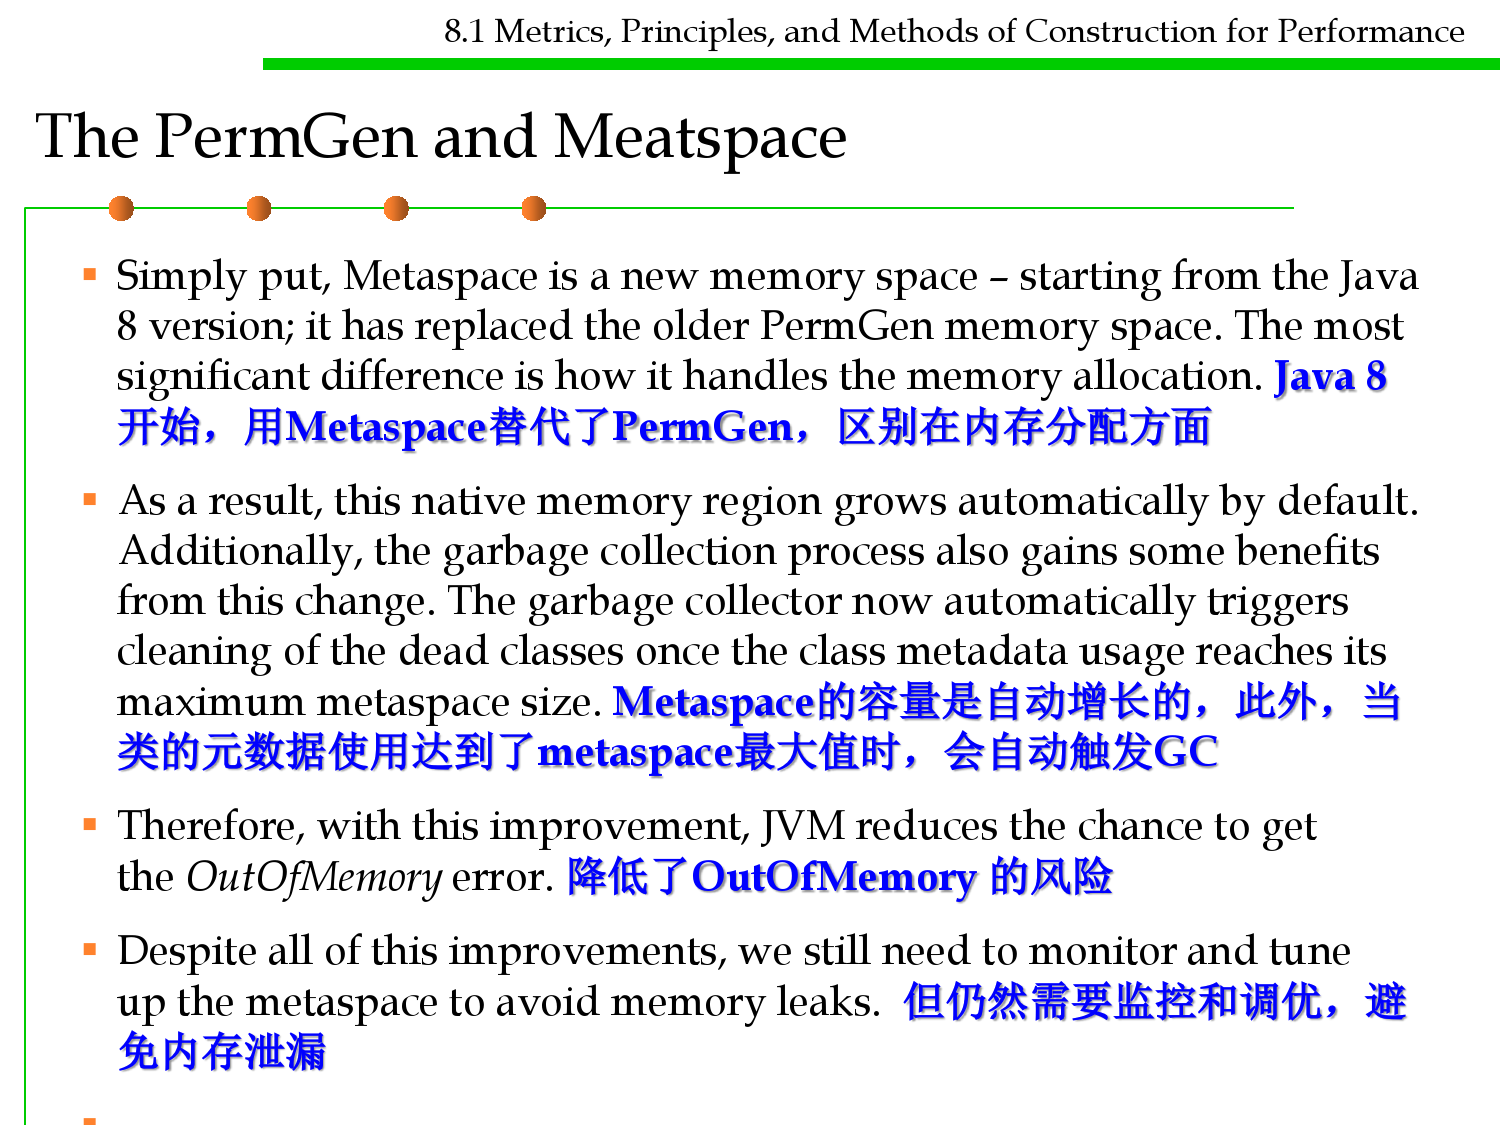 8.1 Metrics, Principles, and Methods of Construction for Performance
The PermGen and Meatspace
Simply put, Metaspace is a new memory space – starting from the Java
8 version; it has replaced the older PermGen memory space. The most
significant difference is how it handles the memory allocation. Java 8
开始，用Metaspace替代了PermGen，区别在内存分配方面
As a result, this native memory region grows automatically by default.
Additionally, the garbage collection process also gains some benefits
from this change. The garbage collector now automatically triggers
cleaning of the dead classes once the class metadata usage reaches its
maximum metaspace size. Metaspace的容量是自动增长的，此外，当
类的元数据使用达到了metaspace最大值时，会自动触发GC
Therefore, with this improvement, JVM reduces the chance to get
the OutOfMemory error. 降低了OutOfMemory 的风险
Despite all of this improvements, we still need to monitor and tune
up the metaspace to avoid memory leaks. 但仍然需要监控和调优，避
免内存泄漏